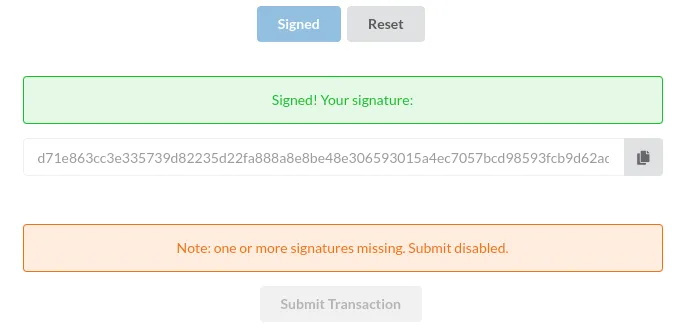 Signed Reset
Signed! Your signature:
d71e863cc3e335739d82235d22fa888a8e8be48e306593015a4ec7057bcd98593fcb9d62ac
Note: one or more signatures missing. Submit disabled.
Submit Transaction